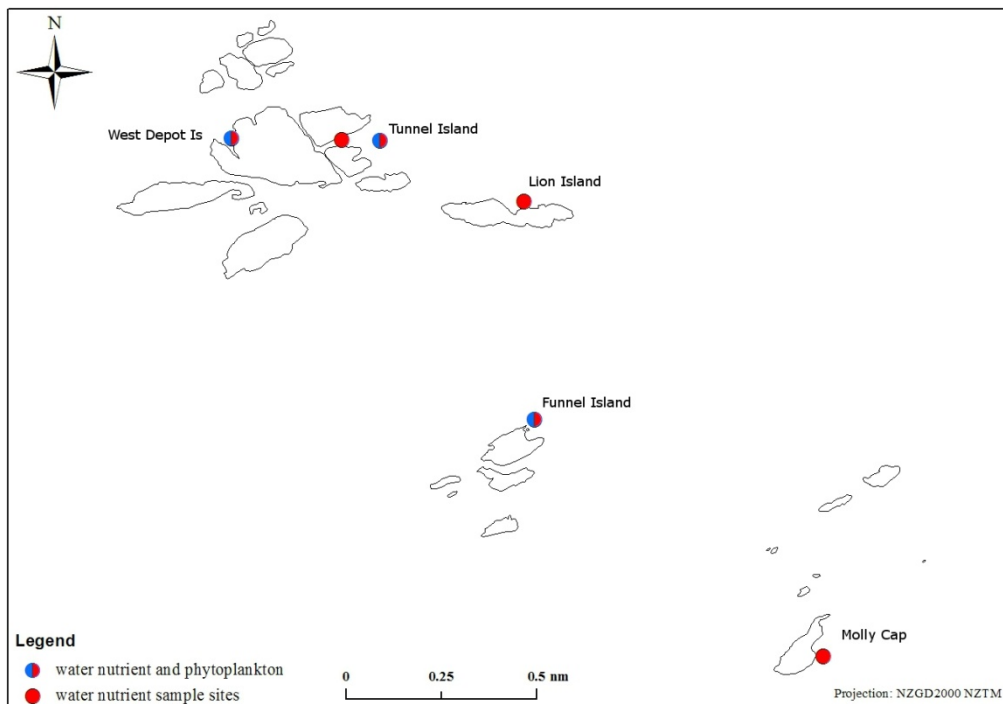 N
West Depot Is
Tunnel Island
Lion Island
Funnel Island
Molly Cap
Legend
water nutrient and phytoplankton
water nutrient sample sites
0 0.25 0.5 nm
Projection: NZGD2000 NZTM